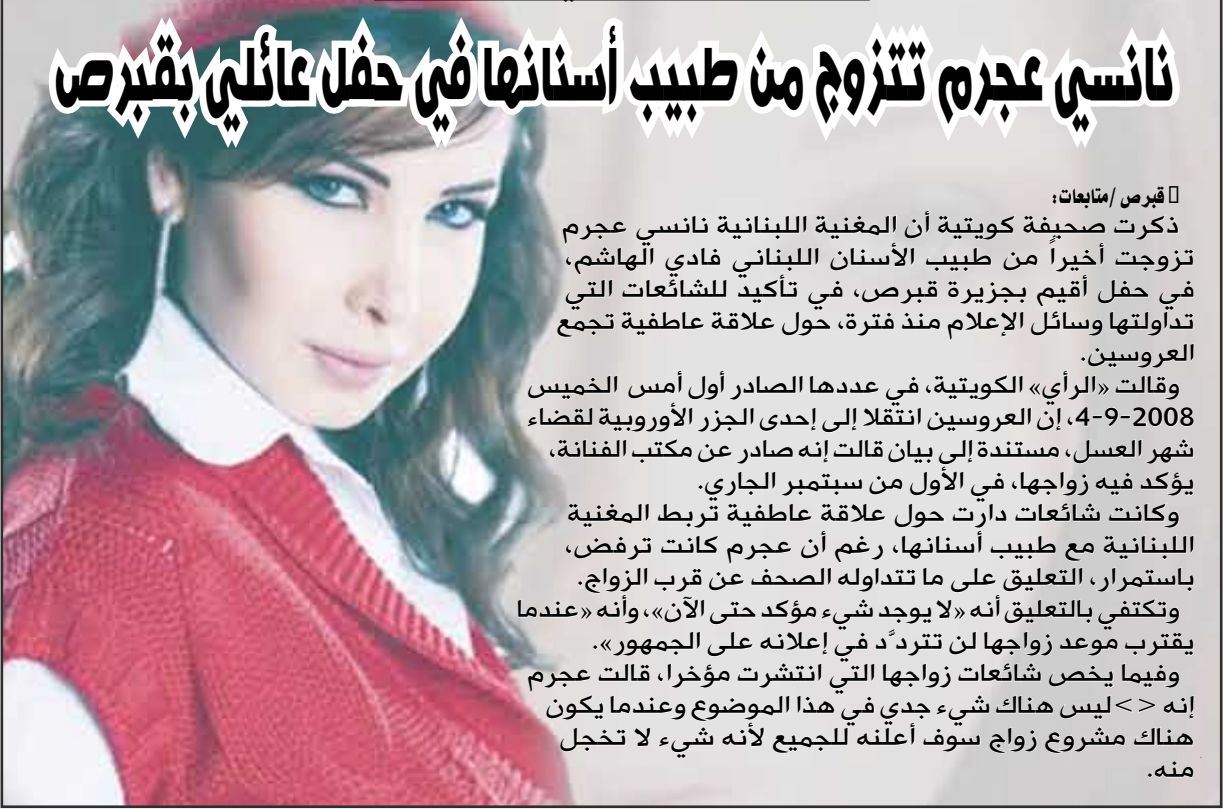 نانسي عجرم تتزوج من طبيب أسنانها في حفل عائلي بقبرص
قبرص /متابعات:
ذكرت صحيفة كويتية أن المغنية اللبنانية نانسي عجرم
تزوجت أخيراً من طبيب الأسنان اللبناني فادي الهاشم،
في حفل أقيم بجزيرة قبرص، في تأكيد للشائعات التي
تداولتها وسائل الإعلام منذ فترة، حول علاقة عاطفية تجمع
العروسين.
وقالت «الرأي» الكويتية، في عددها الصادر أول أمس الخميس
4-9-2008، إن العروسين انتقلا إلى إحدى الجزر الأوروبية لقضاء
شهر العسل، مستندة إلى بيان قالت إنه صادر عن مكتب الفنانة،
يؤكد فيه زواجها، في الأول من سبتمبر الجاري.
وكانت شائعات دارت حول علاقة عاطفية تربط المغنية
اللبنانية مع طبيب أسنانها، رغم أن عجرم كانت ترفض،
باستمرار، التعليق على ما تتداوله الصحف عن قرب الزواج.
وتكتفي بالتعليق أنه «لا يوجد شيء مؤكد حتى الآن»، وأنه «عندما
يقترب موعد زواجها لن تتردَّد في إعلانه على الجمهور».
وفيما يخص شائعات زواجها التي انتشرت مؤخرا، قالت عجرم
إنه < >ليس هناك شيء جدي في هذا الموضوع وعندما يكون
هناك مشروع زواج سوف أعلنه للجميع لأنه شيء لا تخجل
منه.